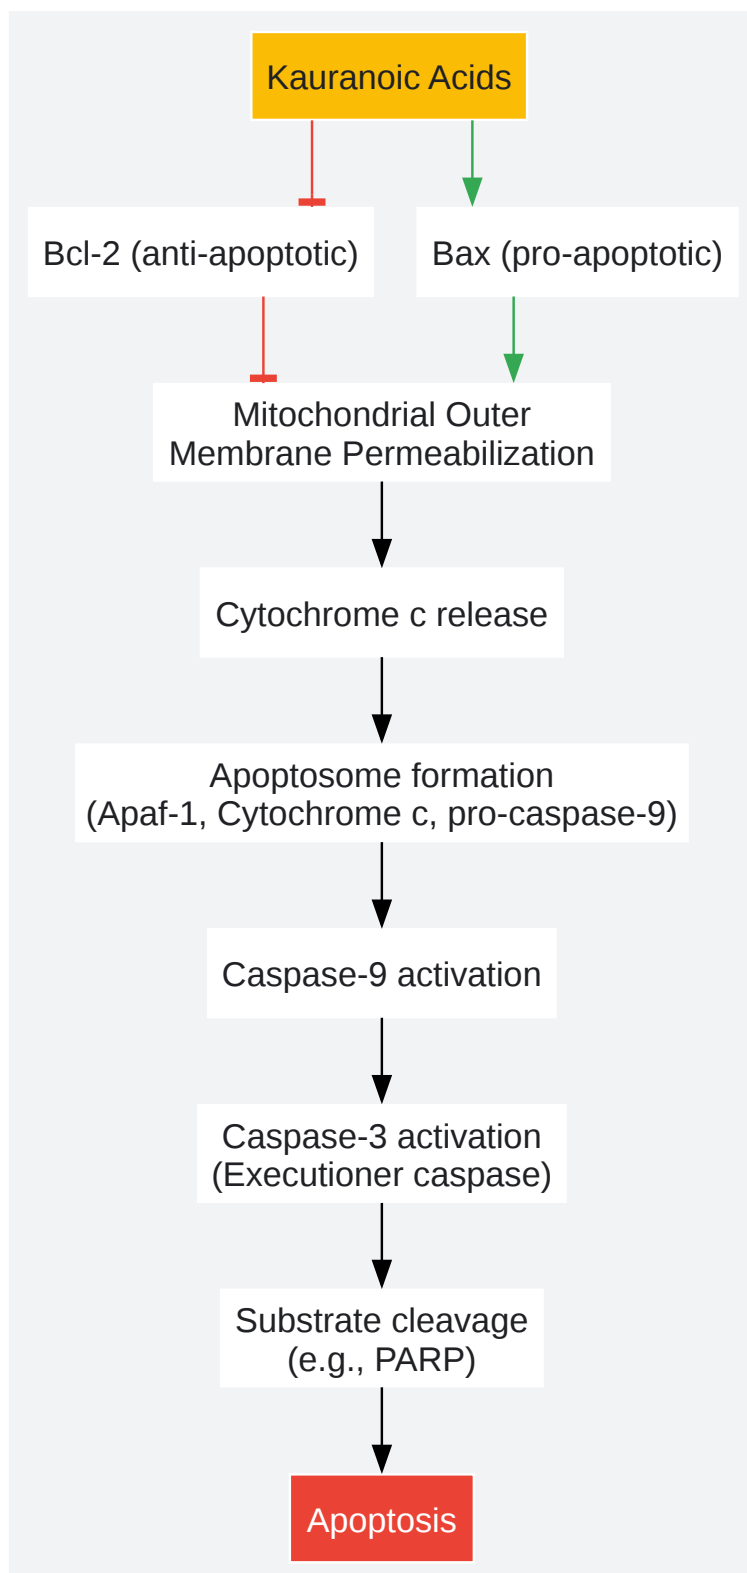 Kauranoic Acids
Bcl-2 (anti-apoptotic)
Bax (pro-apoptotic)
Mitochondrial Outer
Membrane Permeabilization
Cytochrome c release
Apoptosome formation
(Apaf-1, Cytochrome c, pro-caspase-9)
Caspase-9 activation
Caspase-3 activation
(Executioner caspase)
Substrate cleavage
(e.g., PARP)
Apoptosis